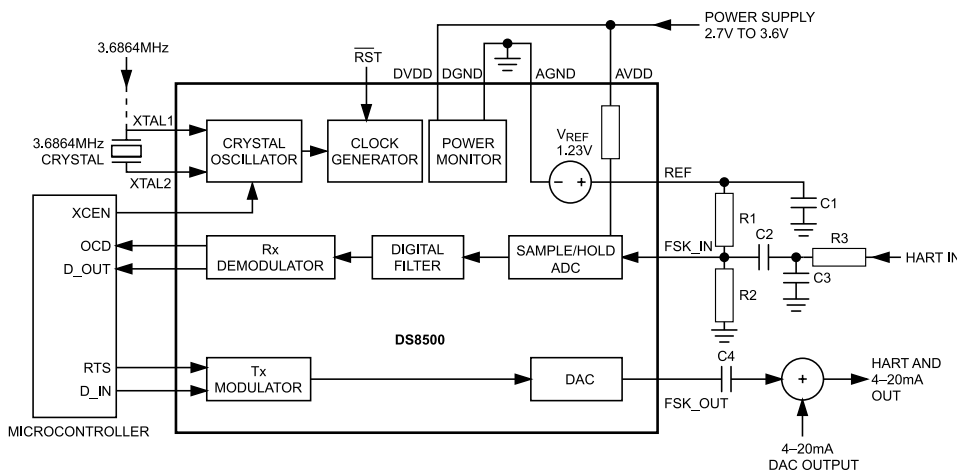 POWER SUPPLY
2.7V TO 3.6V
3.6864MHz
RST
DVDD
DGND
AGND
AVDD
XTAL1
3.6864MHz
CRYSTAL
XTAL2
CRYSTAL
OSCILLATOR
CLOCK
GENERATOR
POWER
MONITOR
VREF
1.23V
REF
XCEN
OCD
D_OUT
Rx
DEMODULATOR
DIGITAL
FILTER
SAMPLE/HOLD
ADC
FSK_IN
R1
C1
C2
R3
HART IN
C3
R2
DS8500
RTS
D_IN
Tx
MODULATOR
DAC
C4
FSK_OUT
HART AND
4–20mA
OUT
MICROCONTROLLER
4–20mA
DAC OUTPUT